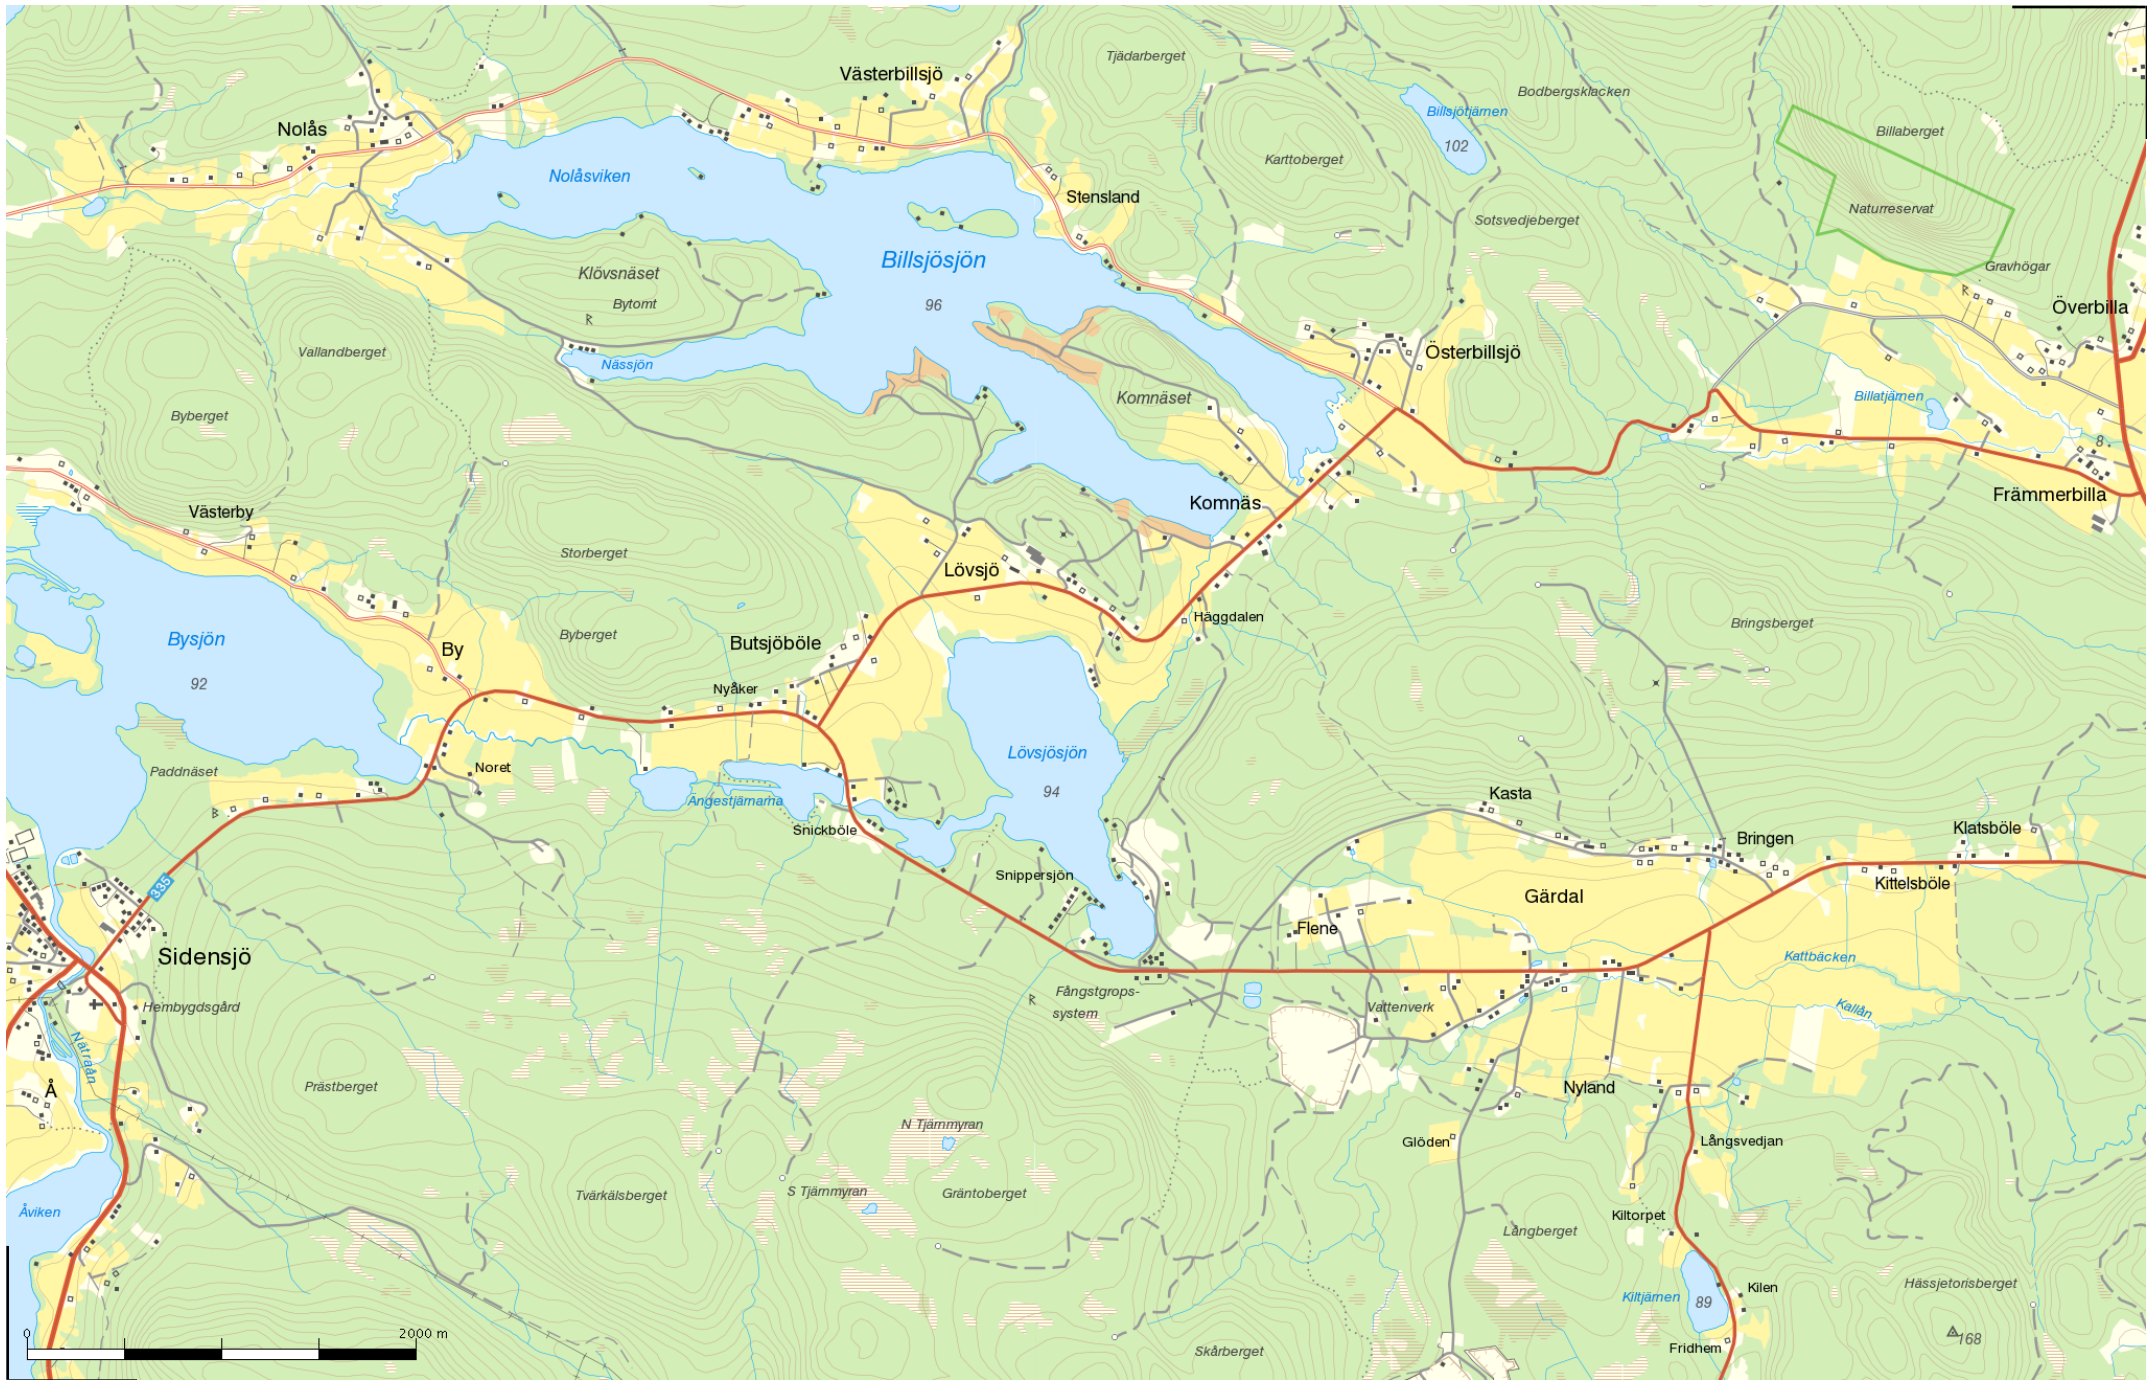 Tjädarberget
Västerbillsjö
Bodbergsklacken
Billsjötjärnen
102
Nolås
Billaberget
Karttoberget
Nolåsviken
Stensland
Naturreservat
Sotsvedjeberget
Billsjösjön
Gravhögar
Klövsnäset
Bytomt
R
96
R
Överbilla
Vallandberget
Nässjön
Österbillsjö
Komnäset
Billatjärnen
Byberget
8
Komnäs
Främmerbilla
Västerby
Storberget
Lövsjö
Häggdalen
Bringsberget
Bysjön
Byberget
Butsjöböle
By
92
Nyåker
Lövsjösjön
Noret
Paddnäset
94
Kasta
Ängestjärnarna
R
Snickböle
Bringen
Klatsböle
Snippersjön
Kittelsböle
335
Gärdal
Flene
Sidensjö
Kattbäcken
Fångstgrops-
system
R
Hembygdsgård
Vattenverk
Kallån
Nätraån
Prästberget
Å
Nyland
N Tjärnmyran
Glöden
Långsvedjan
Tvärkälsberget
S Tjärnmyran
Gräntoberget
Åviken
Kiltorpet
Långberget
Hässjetorisberget
Kilen
Kiltjärnen
89
0
2000 m
168
Fridhem
Skårberget